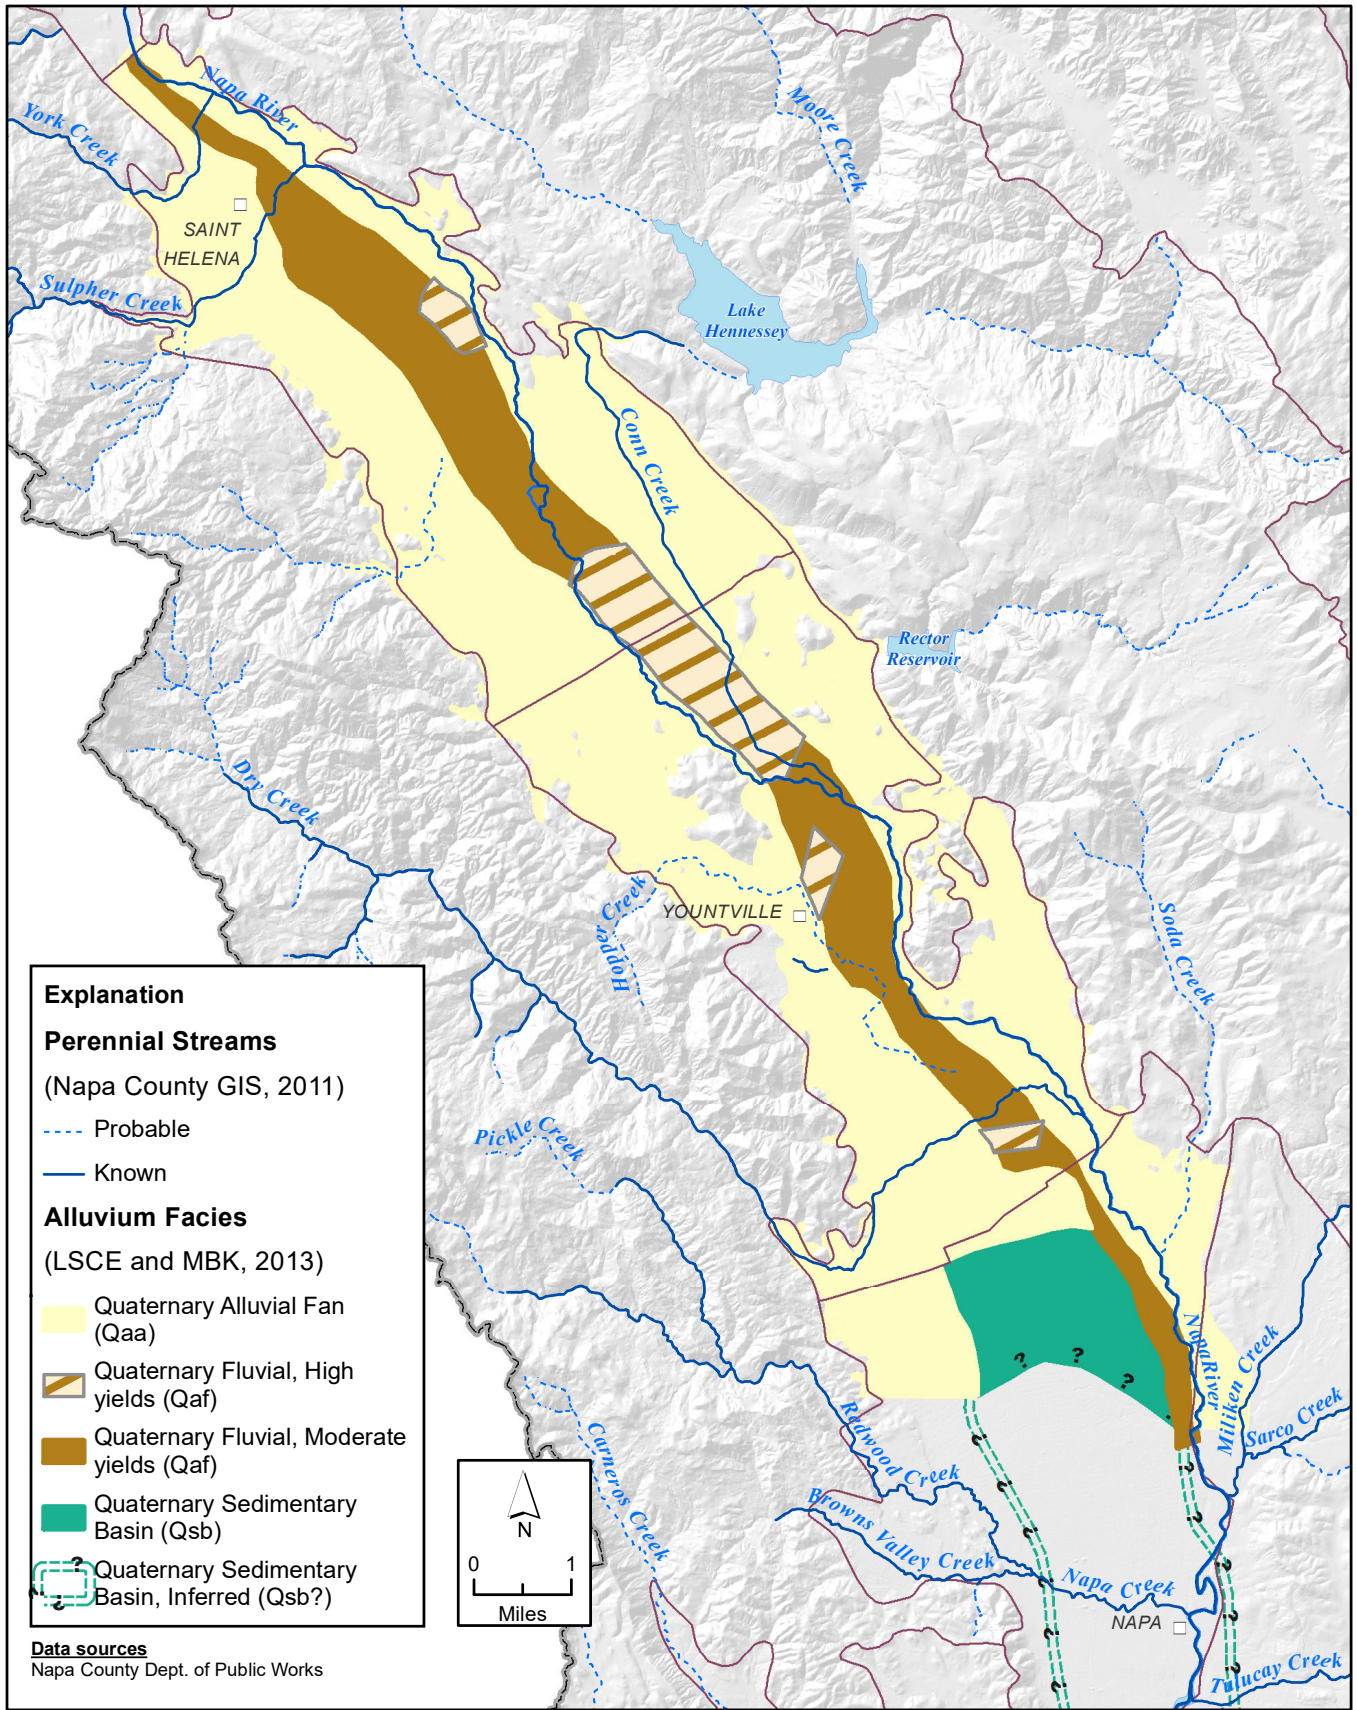 Napa River
York Creek
Moore Creek
SAINT
HELENA
Sulpher Creek
Lake
Hennessey
Conn Creek
Rector
Reservoir
Dry Creek
Hopper Creek
YOUNTVILLE
Soda Creek
Pickle Creek
Napa River
Miliken Creek
Sarco Creek
Redwood Creek
Carneros Creek
Browns Valley Creek
Napa Creek
NAPA
Tulucay Creek
? ? ? ?
? ? ? ? ? ? ?
? ? ? ? ?
Explanation
Perennial Streams
(Napa County GIS, 2011)
Probable
Known
Alluvium Facies
(LSCE and MBK, 2013)
Quaternary Alluvial Fan
(Qaa)
Quaternary Fluvial, High
yields (Qaf)
Quaternary Fluvial, Moderate
yields (Qaf)
Quaternary Sedimentary
Basin (Qsb)
? ? ?
Quaternary Sedimentary
Basin, Inferred (Qsb?)
N
0 1
Miles
Data sources
Napa County Dept. of Public Works